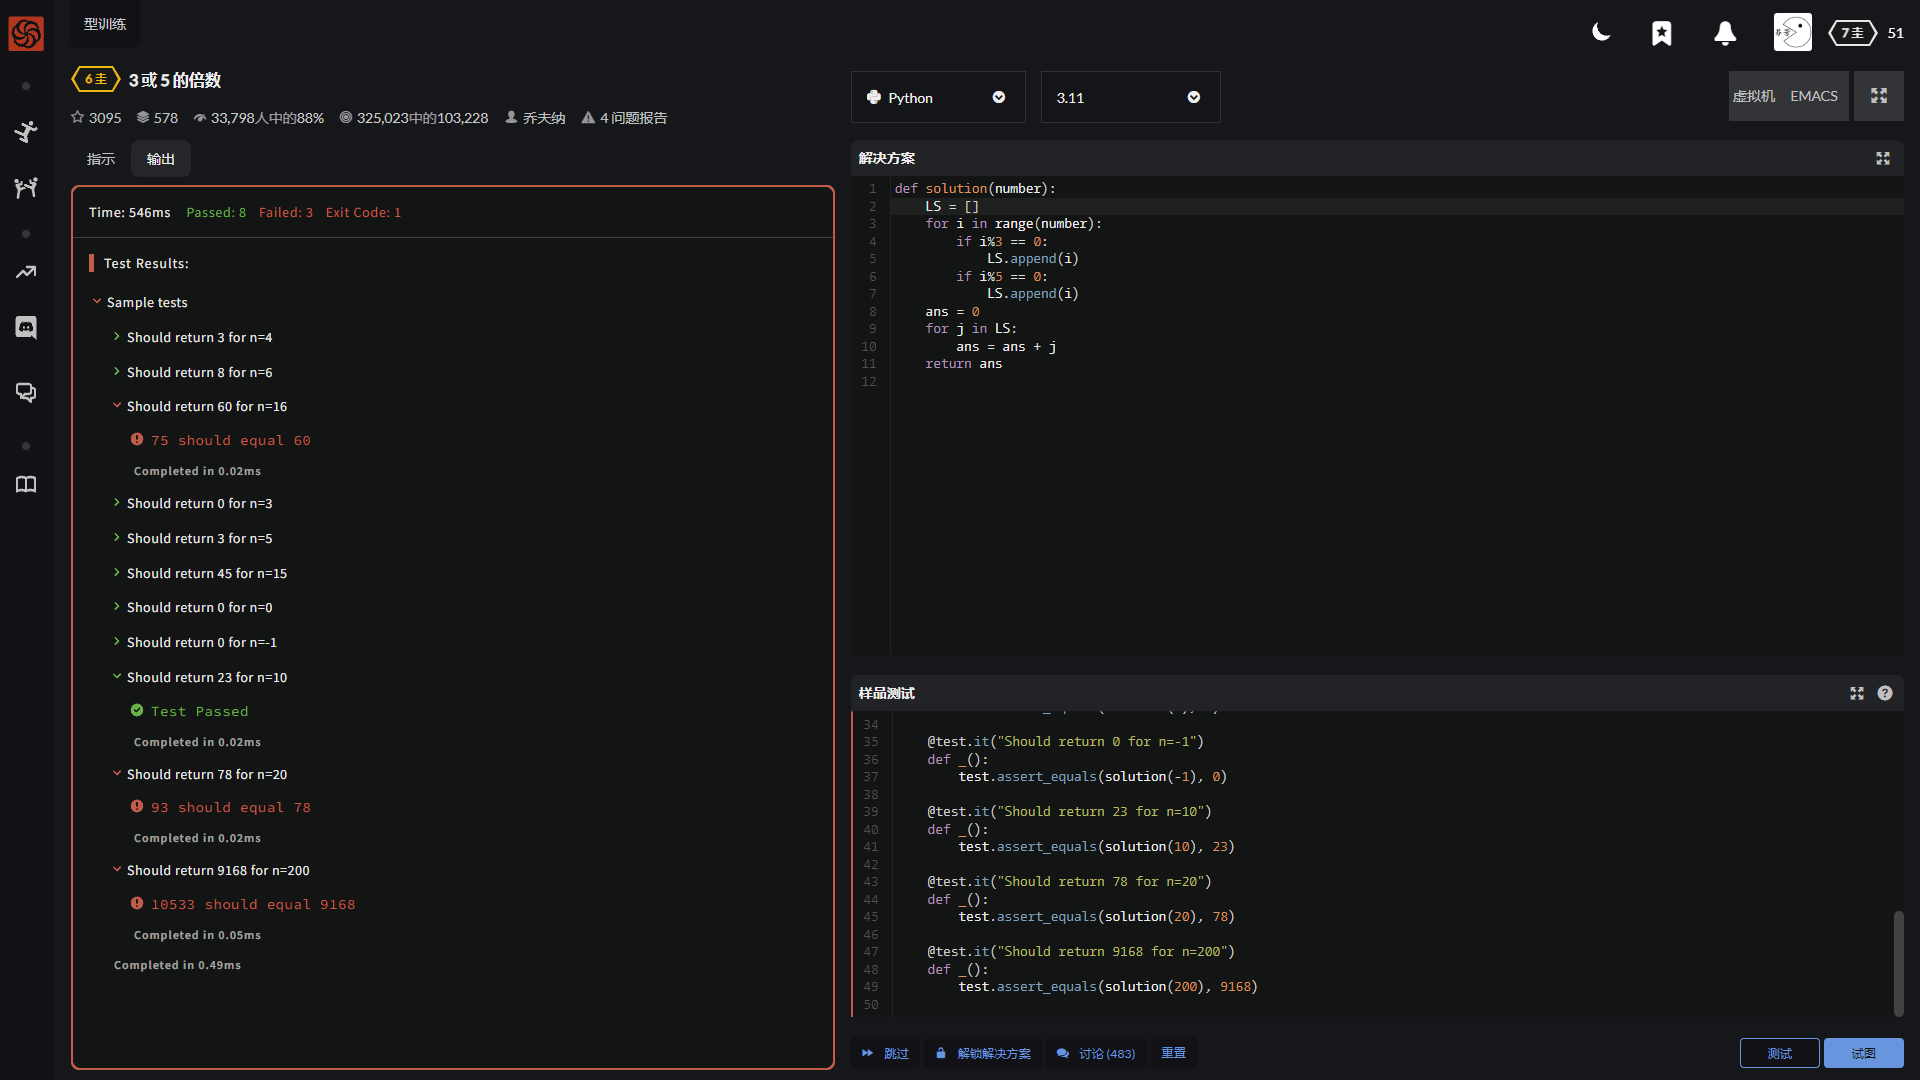 型训练
7圭
51
6圭
3或5的倍数
3095
578
33,798人中的88%
325,023中的103,228
乔夫纳
4 问题报告
指示
输出
Time: 546ms
Passed: 8
Failed: 3
Exit Code: 1
Test Results:
Sample tests
Should return 3 for n=4
Should return 8 for n=6
Should return 60 for n=16
75 should equal 60
Completed in 0.02ms
Should return 0 for n=3
Should return 3 for n=5
Should return 45 for n=15
Should return 0 for n=0
Should return 0 for n=-1
Should return 23 for n=10
Test Passed
Completed in 0.02ms
Should return 78 for n=20
93 should equal 78
Completed in 0.02ms
Should return 9168 for n=200
10533 should equal 9168
Completed in 0.05ms
Completed in 0.49ms
Python
3.11
虚拟机
EMACS
解决方案
1 def solution(number):
2     LS = []
3     for i in range(number):
4         if i%3 == 0:
5             LS.append(i)
6         if i%5 == 0:
7             LS.append(i)
8     ans = 0
9     for j in LS:
10         ans = ans + j
11     return ans
12
样品测试
34
35     @test.it("Should return 0 for n=-1")
36     def _():
37         test.assert_equals(solution(-1), 0)
38
39     @test.it("Should return 23 for n=10")
40     def _():
41         test.assert_equals(solution(10), 23)
42
43     @test.it("Should return 78 for n=20")
44     def _():
45         test.assert_equals(solution(20), 78)
46
47     @test.it("Should return 9168 for n=200")
48     def _():
49         test.assert_equals(solution(200), 9168)
50
跳过
解锁解决方案
讨论 (483)
重置
测试
试图